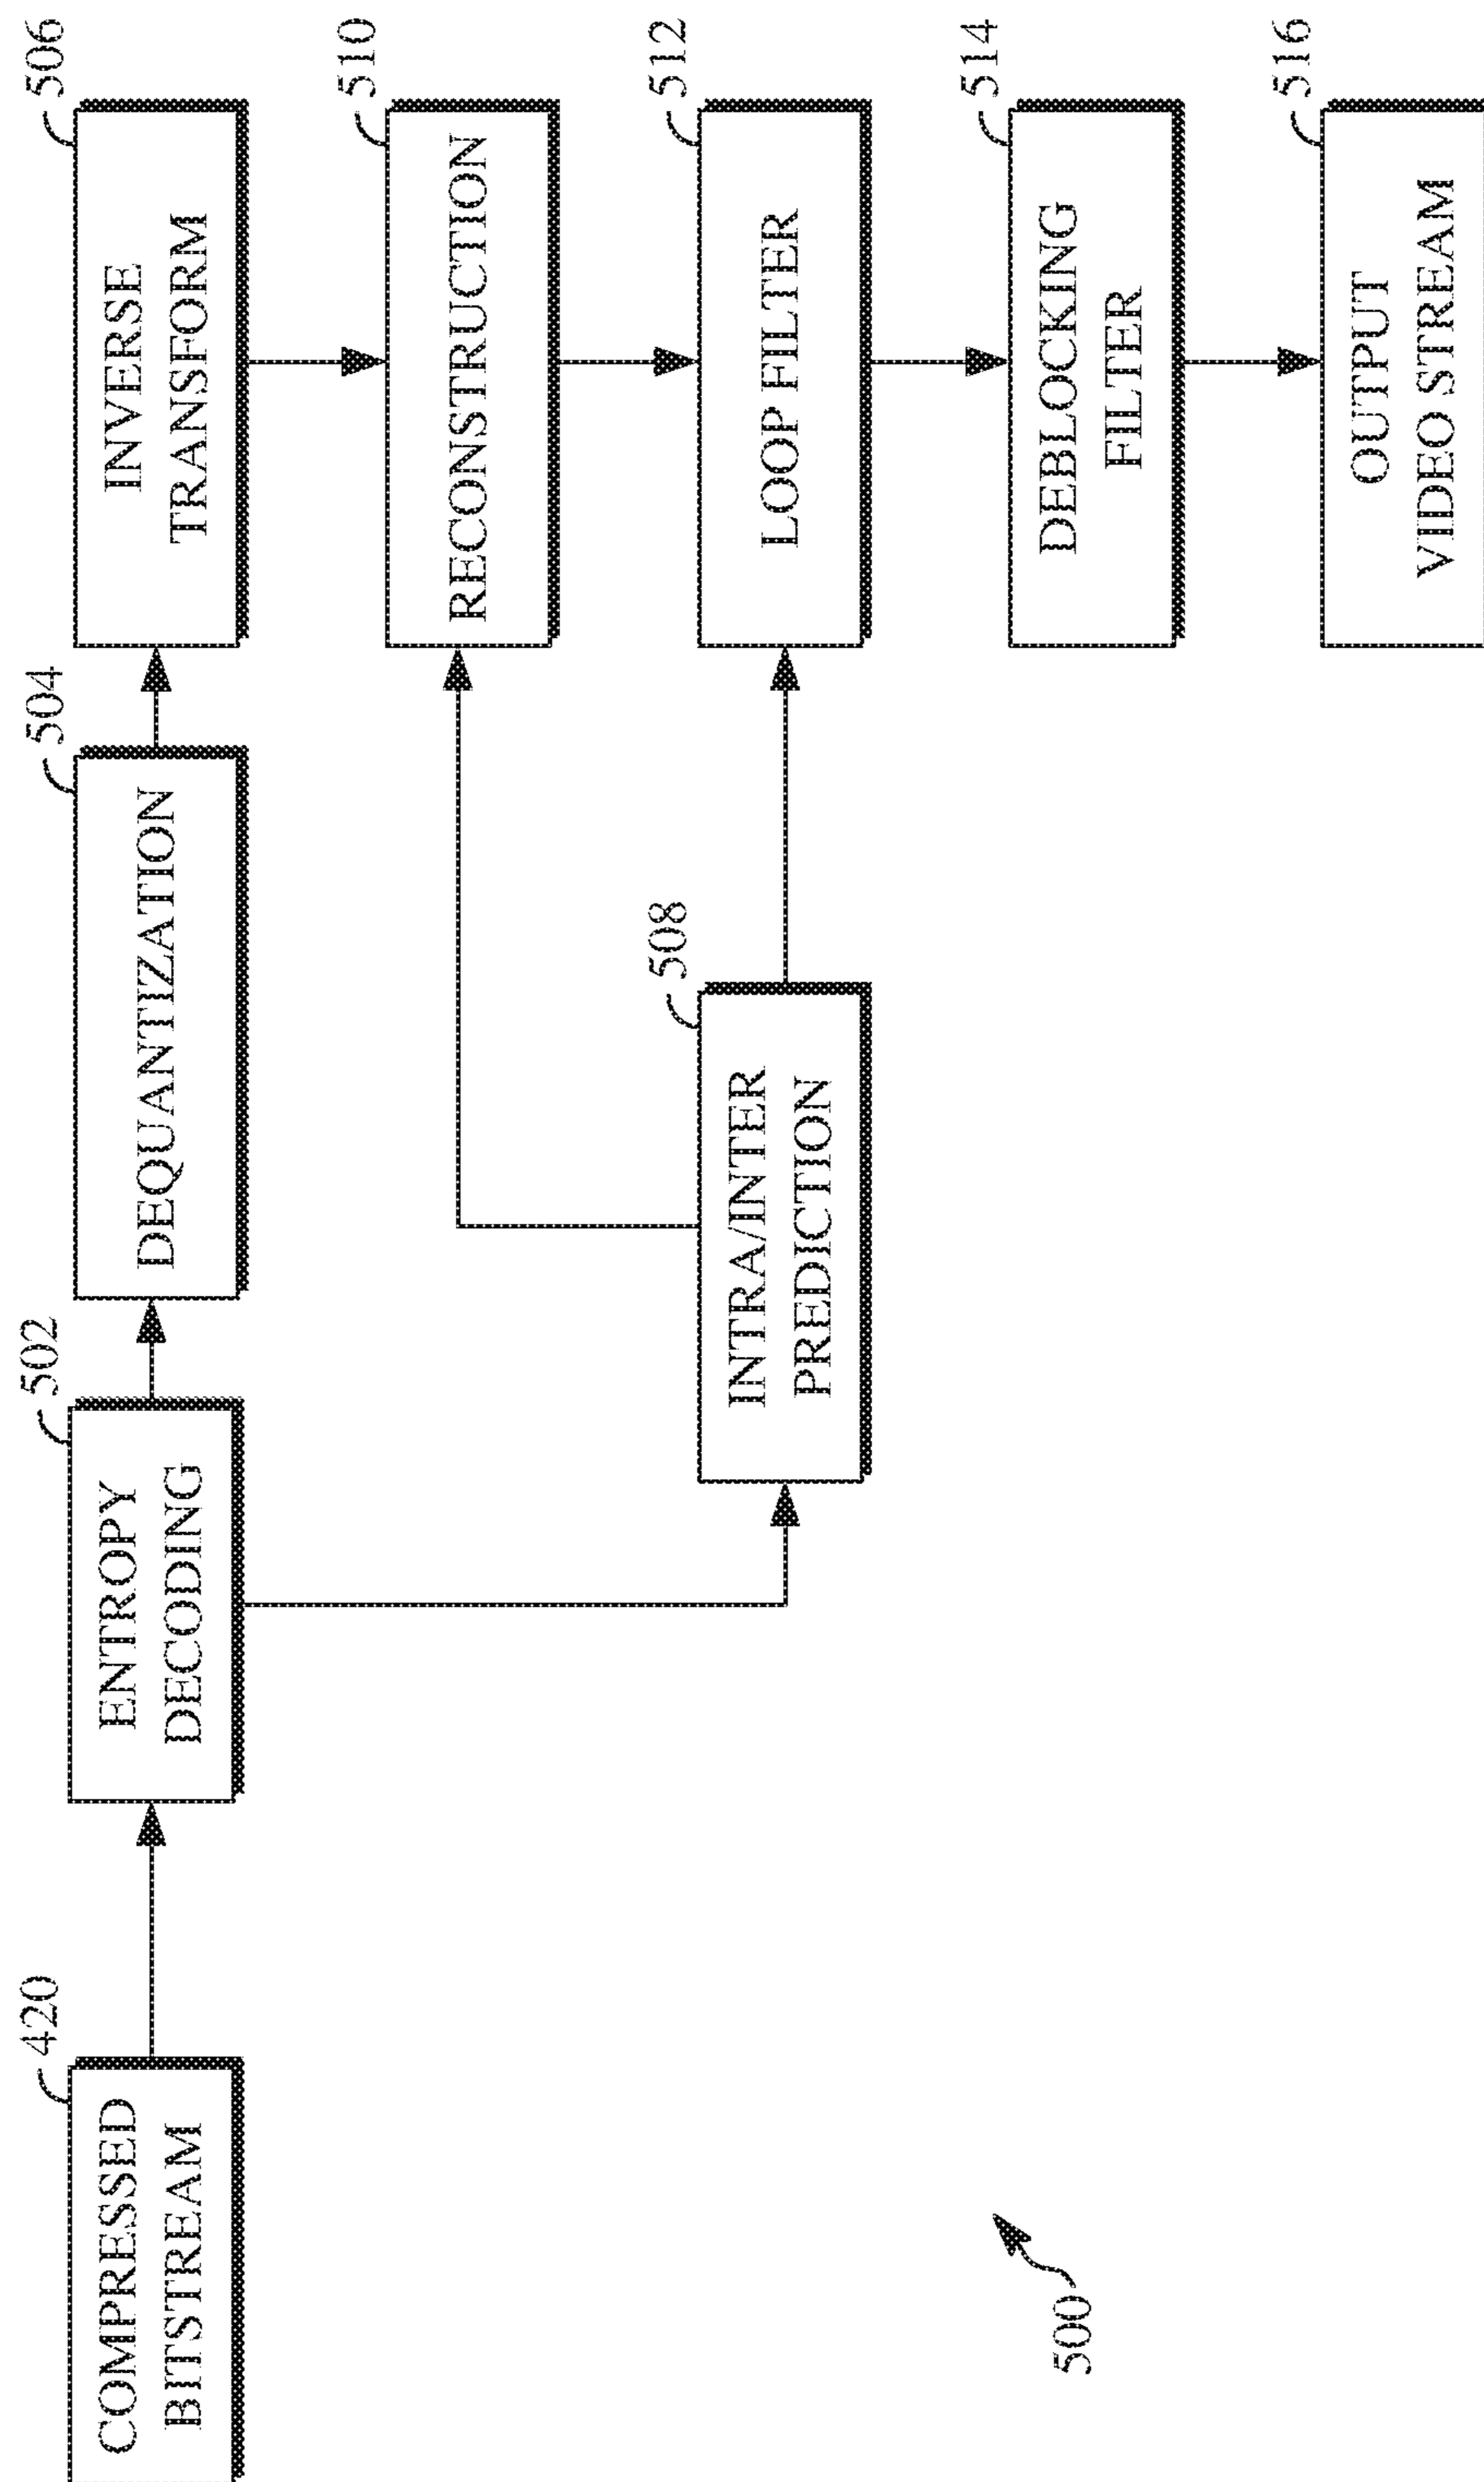 420
COMPRESSED
BITSTREAM
502
ENTROPY
DECODING
504
DEQUANTIZATION
506
INVERSE
TRANSFORM
510
RECONSTRUCTION
508
INTRA/INTER
PREDICTION
512
LOOP FILTER
514
DEBLOCKING
FILTER
516
OUTPUT
VIDEO STREAM
500